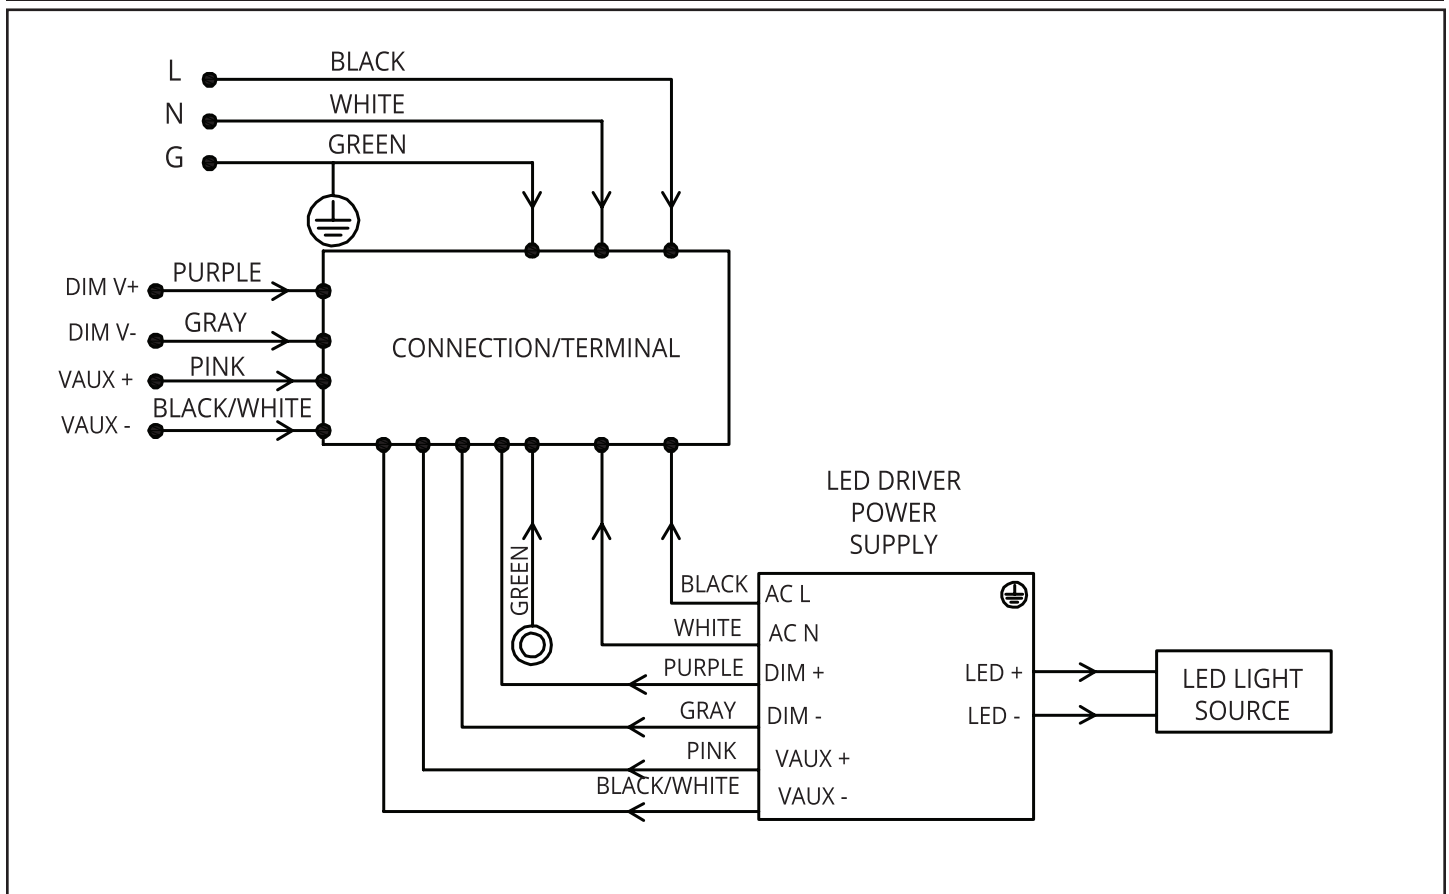 L
BLACK
N
WHITE
G
GREEN
DIM V+
PURPLE
DIM V-
GRAY
VAUX +
PINK
VAUX -
BLACK/WHITE
CONNECTION/TERMINAL
LED DRIVER
POWER
SUPPLY
GREEN
BLACK
AC L
WHITE
AC N
PURPLE
DIM +
GRAY
DIM -
PINK
VAUX +
BLACK/WHITE
VAUX -
LED +
LED -
LED LIGHT
SOURCE